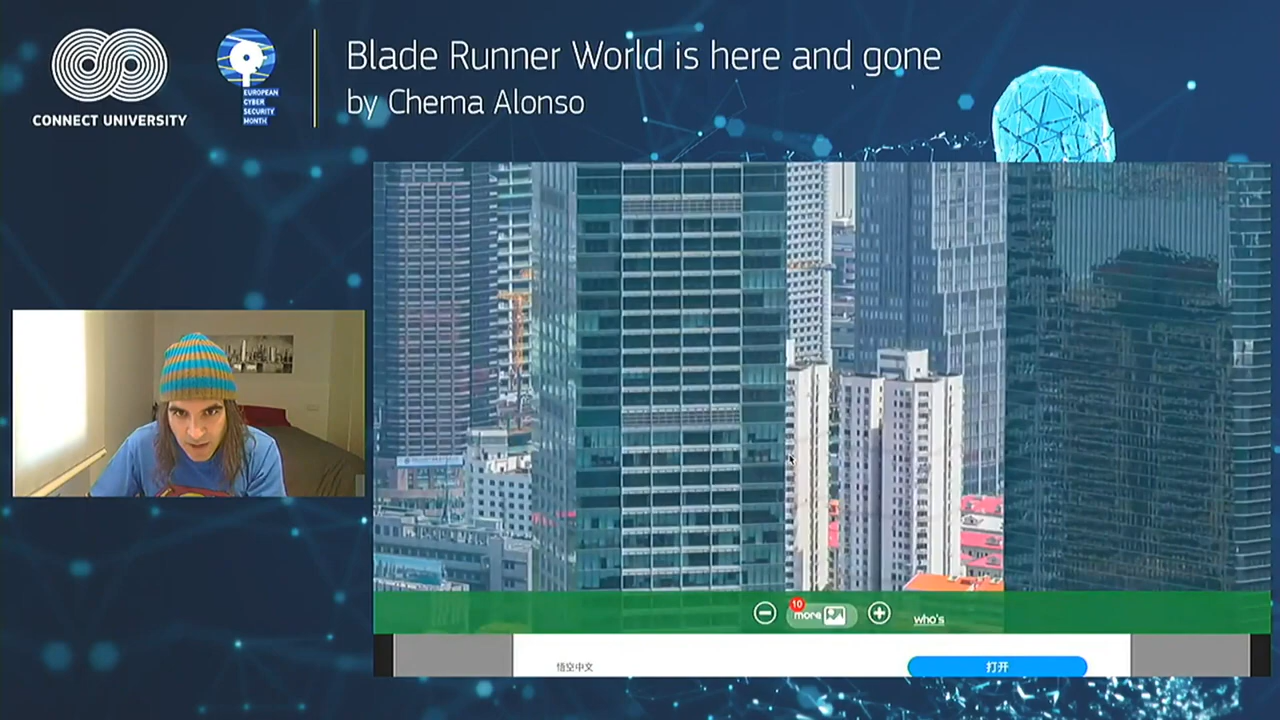 Blade Runner World is here and gone
by Chema Alonso
CONNECT UNIVERSITY
EUROPEAN
CYBER
SECURITY
MONTH
10
more
who's
悟空中文
打开